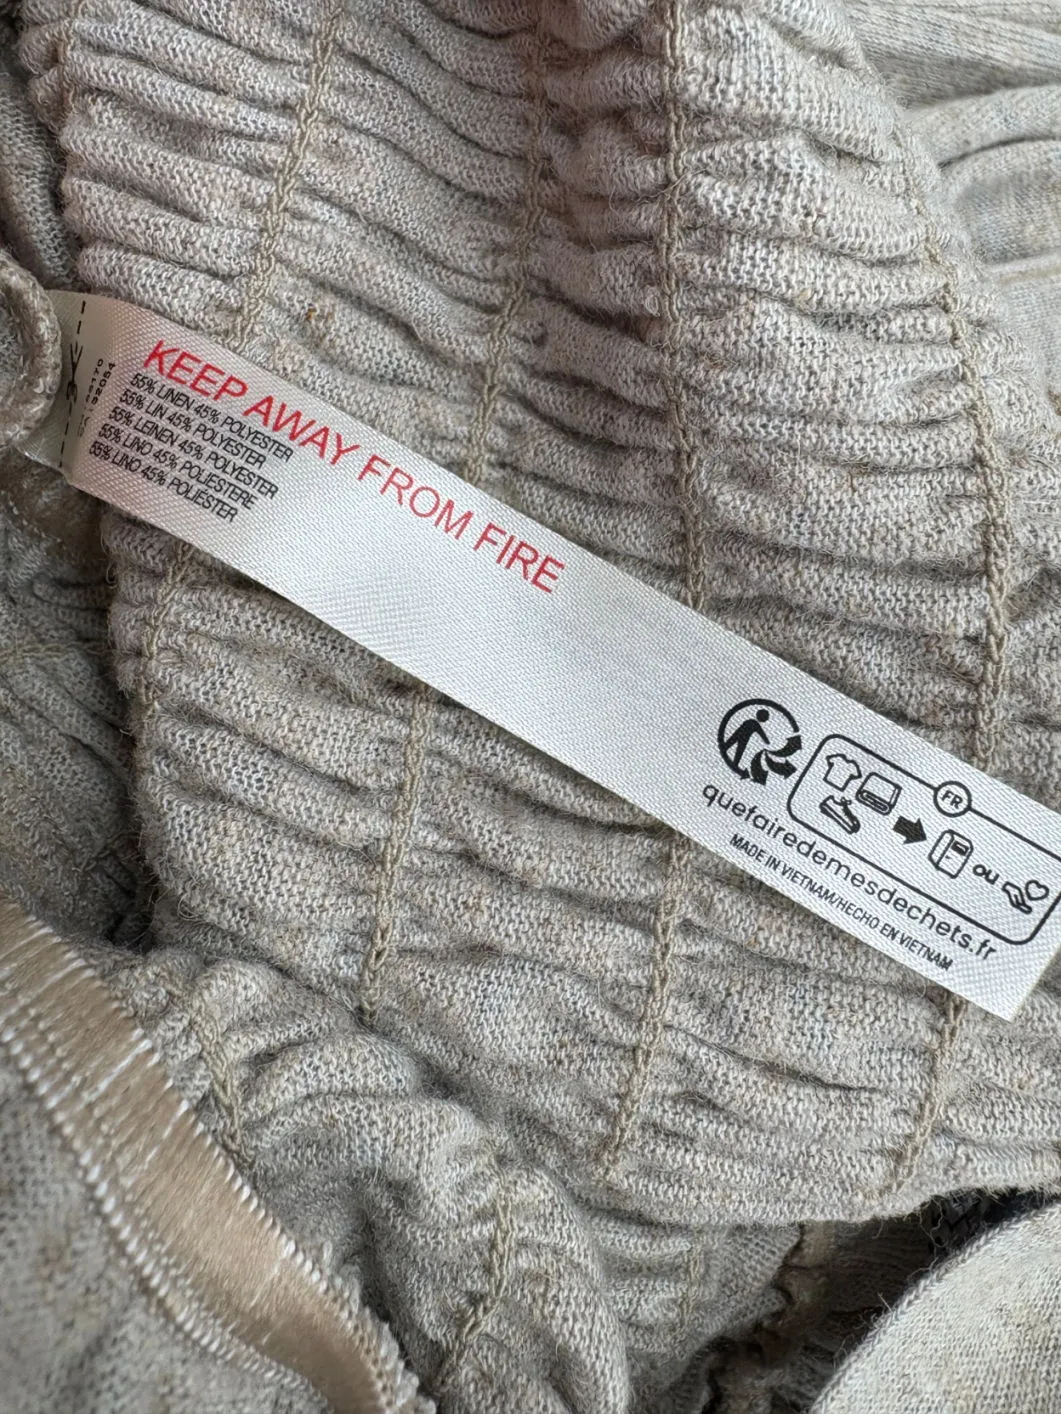 KEEP AWAY FROM FIRE
55% LINEN 45% POLYESTER
55% LIN 45% POLYESTER
55% LEINEN 45% POLYESTER
55% LINO 45% POLIESTERE
55% LINO 45% POLIÉSTER
FR
OU
quefairedemesdechets.fr
MADE IN VIETNAM/HECHO EN VIETNAM